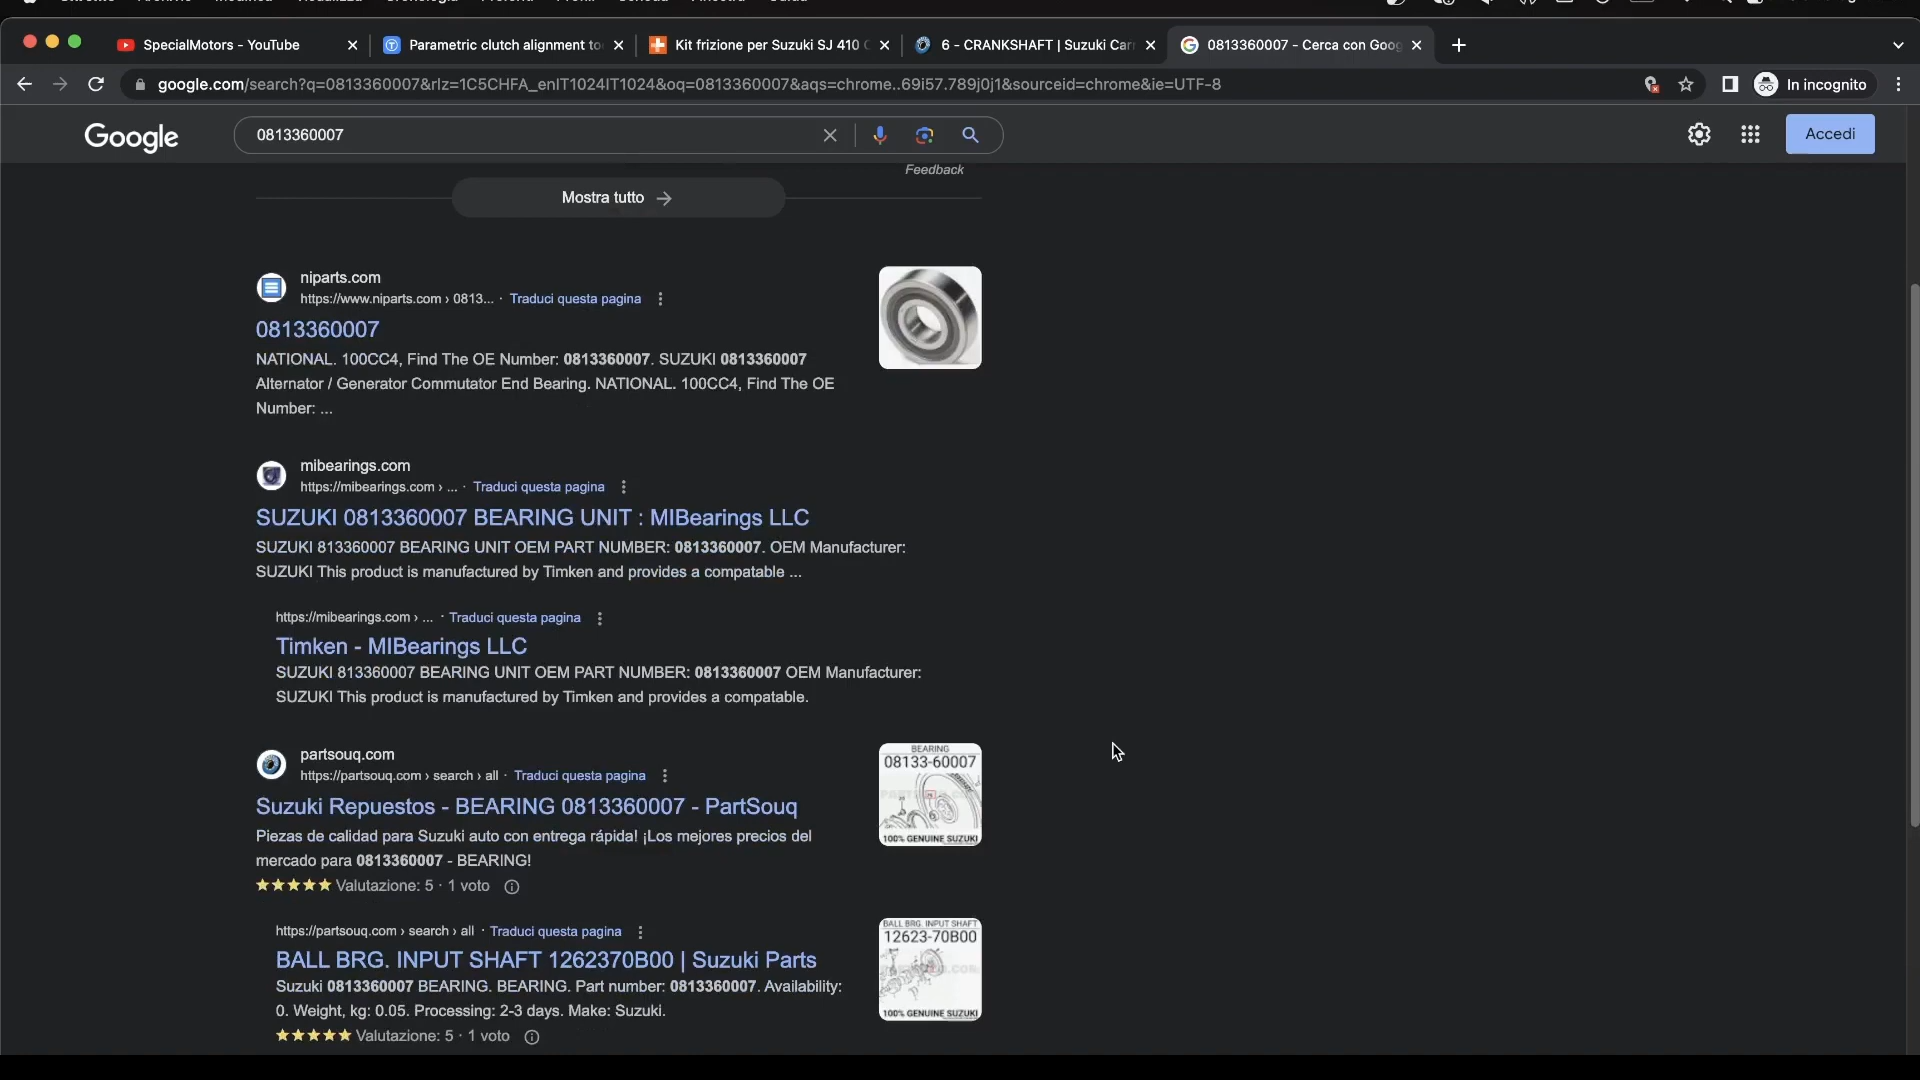 SpecialMotors - YouTube
Parametric clutch alignment to
Kit frizione per Suzuki SJ 410
6 - CRANKSHAFT | Suzuki Car
0813360007 - Cerca con Goog
google.com/search?q=0813360007&rlz=1C5CHFA_enIT1024IT1024&oq=0813360007&aqs=chrome..69i57.789j0j1&sourceid=chrome&ie=UTF-8
In incognito
Google
0813360007
Accedi
Feedback
Mostra tutto
niparts.com
https://www.niparts.com › 0813... · Traduci questa pagina
0813360007
NATIONAL. 100CC4, Find The OE Number: 0813360007. SUZUKI 0813360007
Alternator / Generator Commutator End Bearing. NATIONAL. 100CC4, Find The OE
Number: ...
mibearings.com
https://mibearings.com › ... · Traduci questa pagina
SUZUKI 0813360007 BEARING UNIT : MIBearings LLC
SUZUKI 813360007 BEARING UNIT OEM PART NUMBER: 0813360007. OEM Manufacturer:
SUZUKI This product is manufactured by Timken and provides a compatable ...
https://mibearings.com › ... · Traduci questa pagina
Timken - MIBearings LLC
SUZUKI 813360007 BEARING UNIT OEM PART NUMBER: 0813360007 OEM Manufacturer:
SUZUKI This product is manufactured by Timken and provides a compatable.
partsouq.com
https://partsouq.com › search › all · Traduci questa pagina
Suzuki Repuestos - BEARING 0813360007 - PartSouq
Piezas de calidad para Suzuki auto con entrega rápida! ¡Los mejores precios del
mercado para 0813360007 - BEARING!
Valutazione: 5 · 1 voto
BEARING
08133-60007
100% GENUINE SUZUKI
https://partsouq.com › search › all · Traduci questa pagina
BALL BRG. INPUT SHAFT 1262370B00 | Suzuki Parts
Suzuki 0813360007 BEARING. BEARING. Part number: 0813360007. Availability:
0. Weight, kg: 0.05. Processing: 2-3 days. Make: Suzuki.
Valutazione: 5 · 1 voto
BALL BRG. INPUT SHAFT
12623-70B00
100% GENUINE SUZUKI